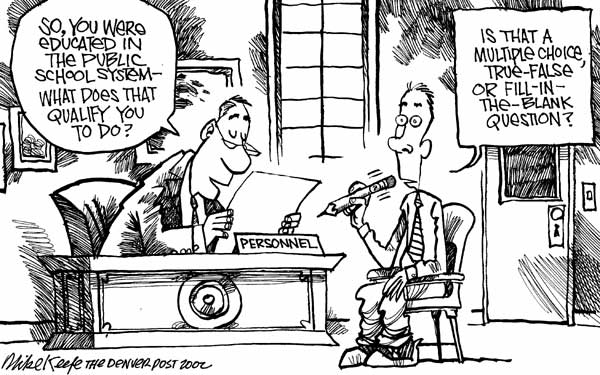 SO, YOU WERE
EDUCATED IN
THE PUBLIC
SCHOOL SYSTEM–
WHAT DOES THAT
QUALIFY YOU
TO DO?
IS THAT A
MULTIPLE CHOICE,
TRUE-FALSE
OR FILL-IN-
THE-BLANK
QUESTION?
PERSONNEL
Mike Keefe THE DENVER POST 2002